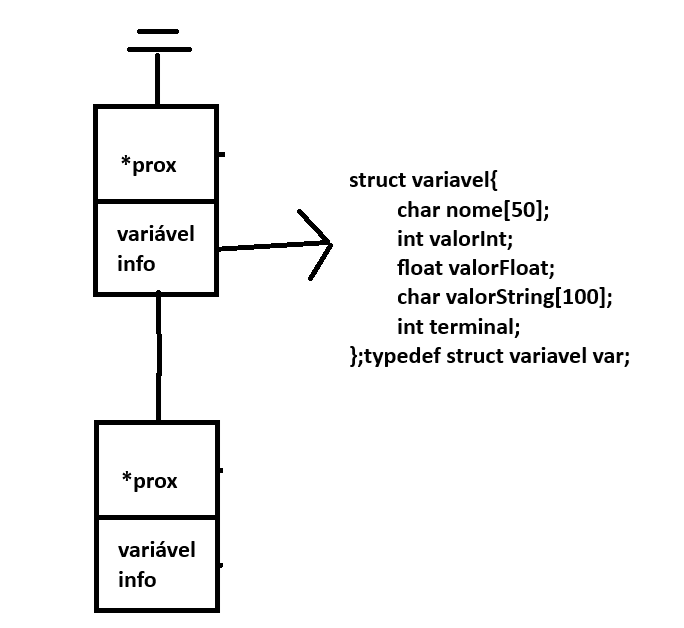 *prox
variável
info
struct variavel{
char nome[50];
int valorInt;
float valorFloat;
char valorString[100];
int terminal;
};typedef struct variavel var;
*prox
variável
info